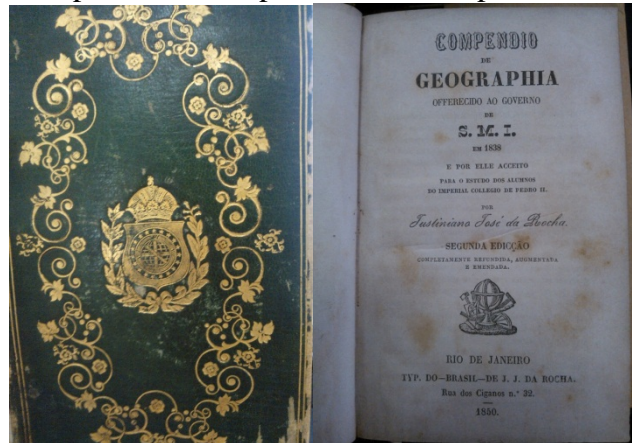 COMPENDIO
DE
GEOGRAPHIA
OFFERECIDO AO GOVERNO
DE
S. M. I.
EM 1838
E POR ELLE ACCEITO
PARA O ESTUDO DOS ALUMNOS
DO IMPERIAL COLLEGIO DE PEDRO II.
POR
Justiniano José da Rocha.
SEGUNDA EDICÇÃO
COMPLETAMENTE REFUNDIDA, AUGMENTADA
E EMENDADA.
RIO DE JANEIRO
TYP. DO—BRASIL—DE J. J. DA ROCHA.
Rua dos Ciganos n.º 32.
1850.